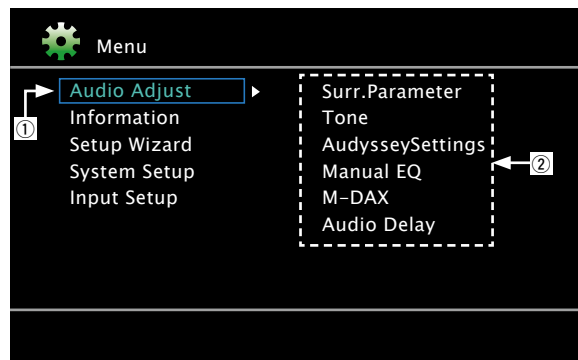 Menu
Audio Adjust
Information
Setup Wizard
System Setup
Input Setup
①
Surr.Parameter
Tone
AudysseySettings
Manual EQ
M-DAX
Audio Delay
②